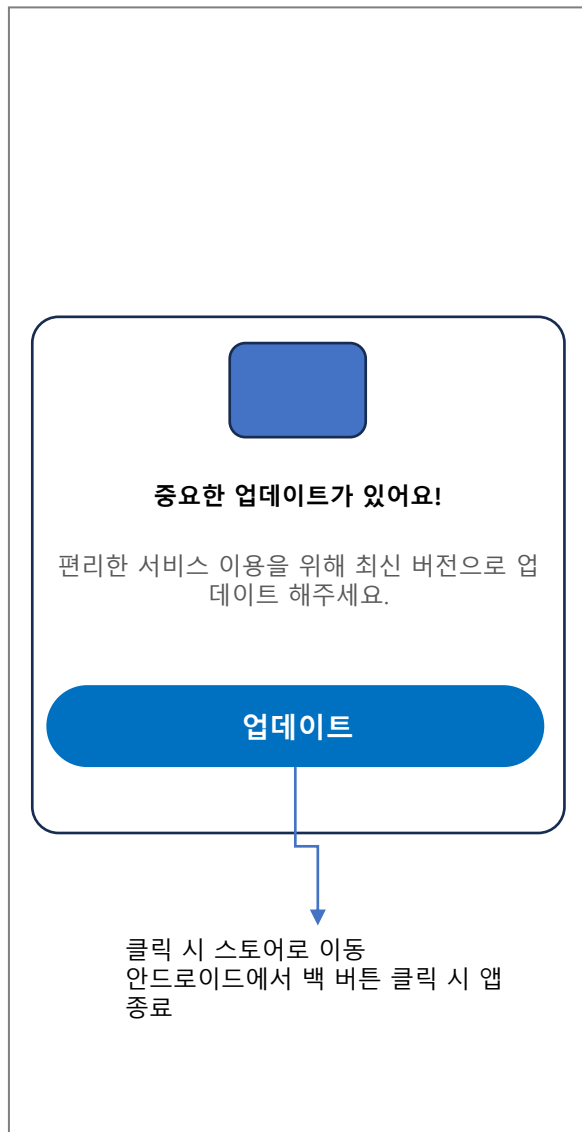 중요한 업데이트가 있어요!
편리한 서비스 이용을 위해 최신 버전으로 업
데이트 해주세요.
업데이트
클릭 시 스토어로 이동
안드로이드에서 백 버튼 클릭 시 앱
종료